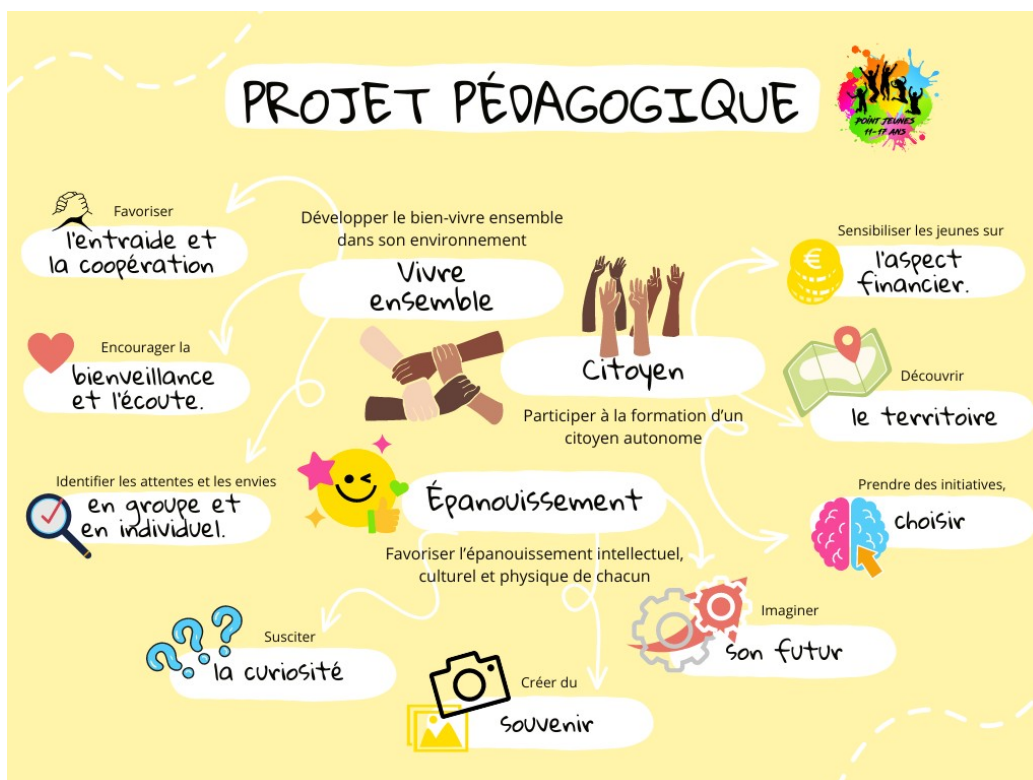 PROJET PÉDAGOGIQUE
POINT JEUNES
11-17 ANS
Développer le bien-vivre ensemble
dans son environnement
Vivre
ensemble
Favoriser
l'entraide et
la coopération
Encourager la
bienveillance
et l'écoute.
Identifier les attentes et les envies
en groupe et
en individuel.
Citoyen
Participer à la formation d'un
citoyen autonome
Sensibiliser les jeunes sur
l'aspect
financier.
Découvrir
le territoire
Prendre des initiatives,
choisir
Épanouissement
Favoriser l'épanouissement intellectuel,
culturel et physique de chacun
Susciter
la curiosité
Créer du
souvenir
Imaginer
son futur